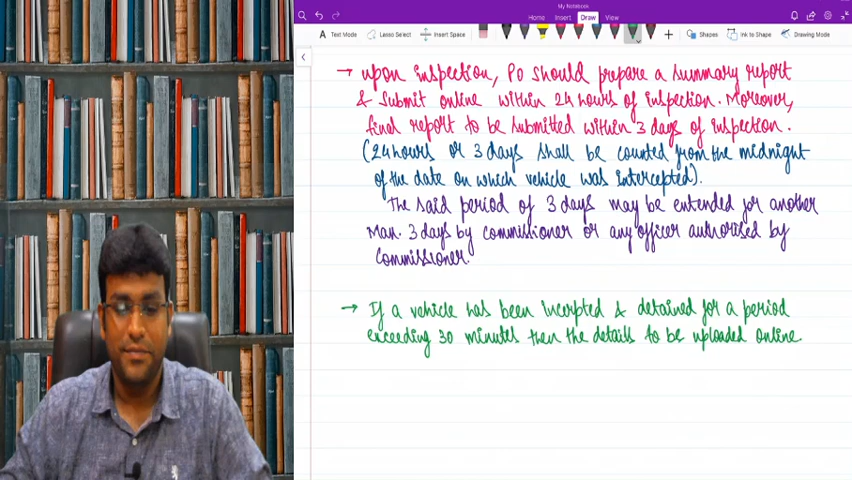 My Notebook
Home Insert Draw View
Text Mode Lasso Select Insert Space Shapes Ink to Shape Drawing Mode
→ upon inspection, PO should prepare a summary report
& Submit online within 24 hours of inspection. Moreover,
final report to be submitted within 3 days of inspection.
(24 hours or 3 days shall be counted from the midnight
of the date on which vehicle was intercepted).
The said period of 3 days may be extended for another
Max. 3 days by commissioner or any officer authorised by
Commissioner.
→ If a vehicle has been Incerpted & detained for a period
exceeding 30 minutes then the details to be uploaded online.